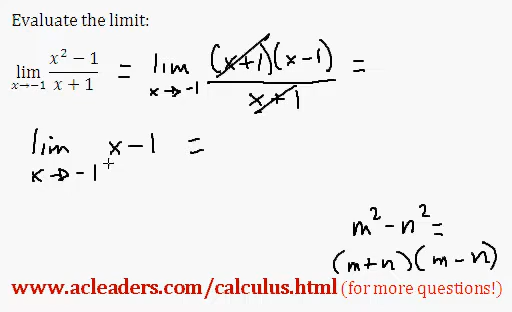 Evaluate the limit:
lim x→−1 (x² − 1)/(x + 1) = lim x→-1 (x+1)(x-1)/(x+1) =
lim x→-1 x-1 =
m²-n²=
(m+n)(m-n)
www.acleaders.com/calculus.html (for more questions!)